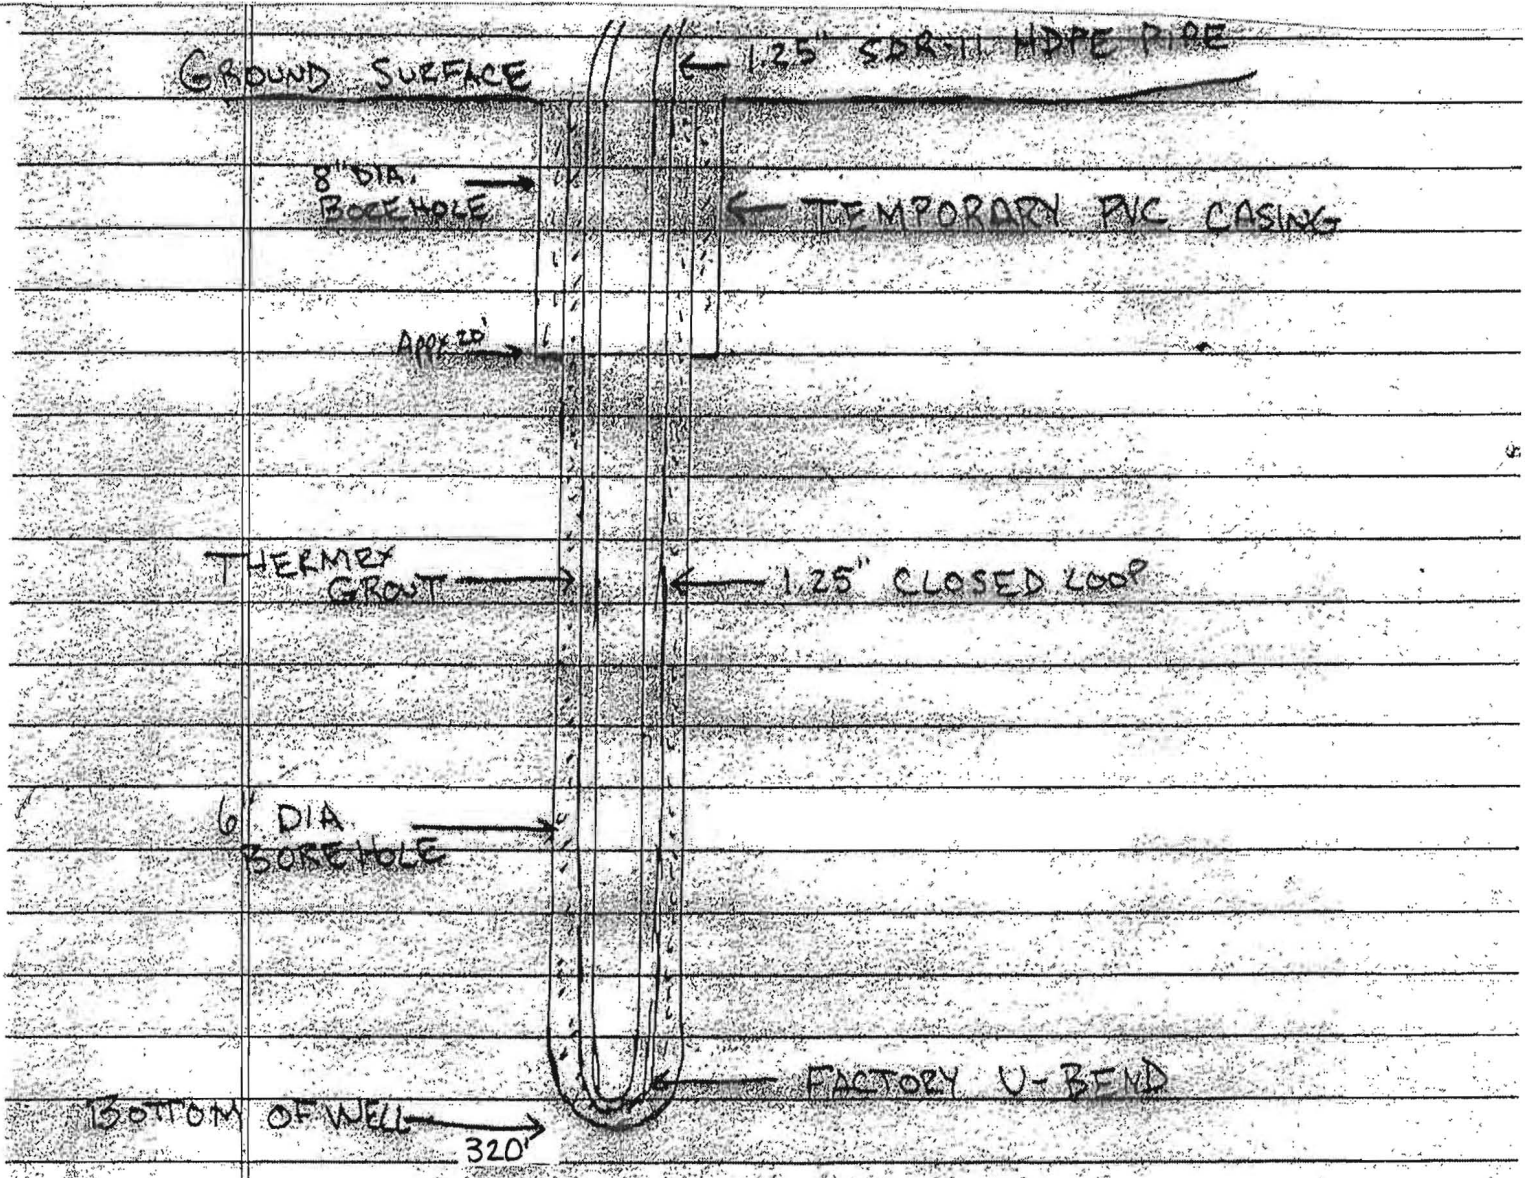 1.25" SDR-11 HDPE PIPE
GROUND SURFACE
8" DIA.
BOREHOLE
TEMPORARY PVC CASING
Appx 20'
THERMEX
GROUT
1.25" CLOSED LOOP
6" DIA.
BOREHOLE
FACTORY U-BEND
BOTTOM OF WELL
320'